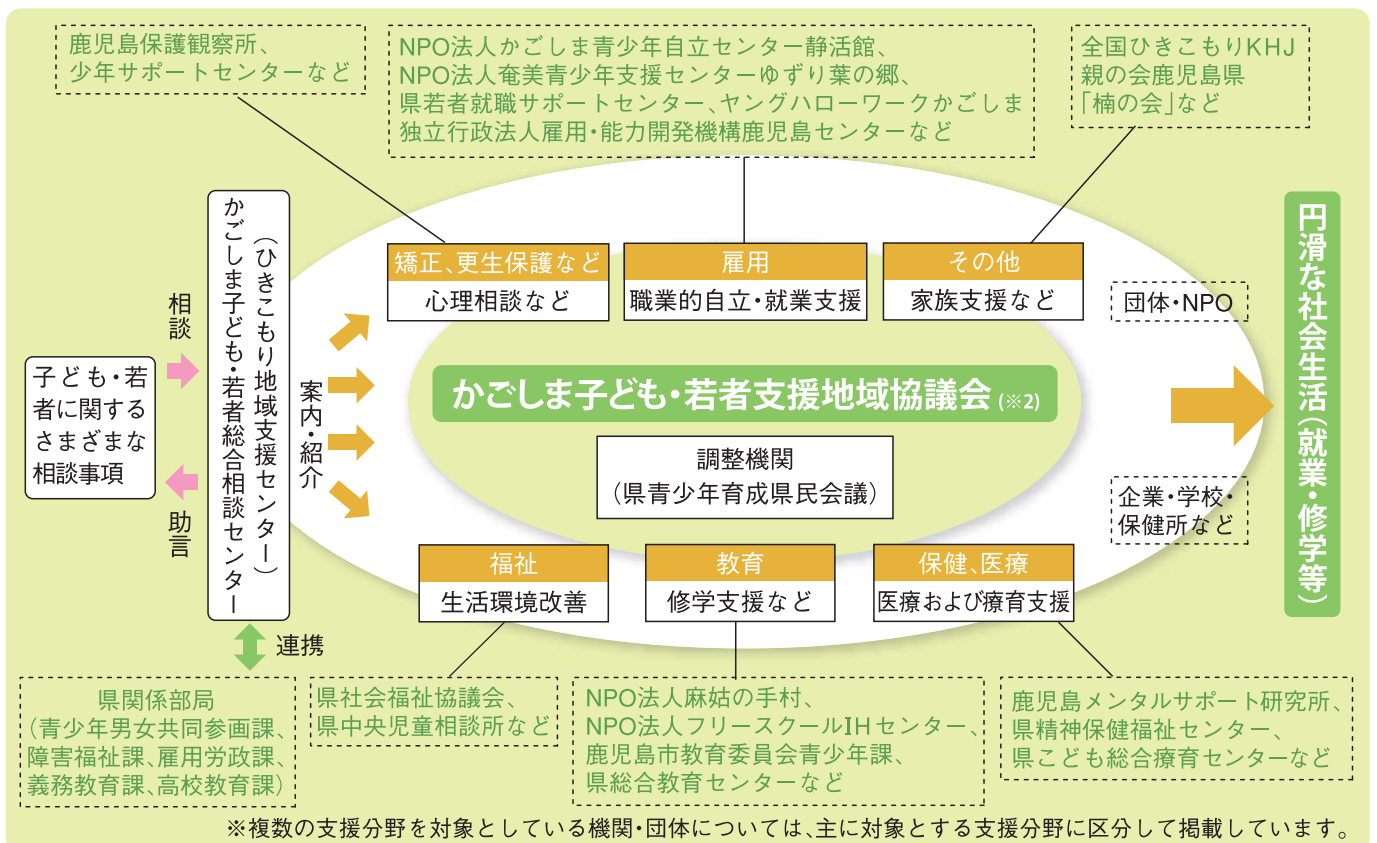 鹿児島保護観察所、
少年サポートセンターなど
NPO法人かごしま青少年自立センター静活館、
NPO法人奄美青少年支援センターゆずり葉の郷、
県若者就職サポートセンター、ヤングハローワークかごしま
独立行政法人雇用・能力開発機構鹿児島センターなど
全国ひきこもりKHJ
親の会鹿児島県
「楠の会」など
矯正、更生保護など
心理相談など
雇用
職業的自立・就業支援
その他
家族支援など
子ども・若
者に関する
さまざまな
相談事項
相談
助言
(ひきこもり地域支援センター)
かごしま子ども・若者総合相談センター
案内・紹介
かごしま子ども・若者支援地域協議会(※2)
調整機関
(県青少年育成県民会議)
団体・NPO
企業・学校・
保健所など
円滑な社会生活(就業・修学等)
福祉
生活環境改善
教育
修学支援など
保健、医療
医療および療育支援
連携
県関係部局
(青少年男女共同参画課、
障害福祉課、雇用労政課、
義務教育課、高校教育課)
県社会福祉協議会、
県中央児童相談所など
NPO法人麻姑の手村、
NPO法人フリースクールIHセンター、
鹿児島市教育委員会青少年課、
県総合教育センターなど
鹿児島メンタルサポート研究所、
県精神保健福祉センター、
県こども総合療育センターなど
※複数の支援分野を対象としている機関・団体については、主に対象とする支援分野に区分して掲載しています。